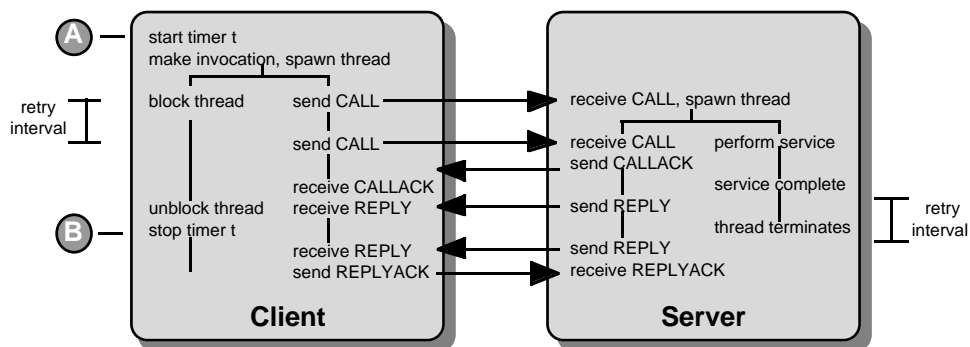 A
start timer t
make invocation, spawn thread
retry
interval
block thread
send CALL
send CALL
receive CALLACK
unblock thread
receive REPLY
B
stop timer t
receive REPLY
send REPLYACK
Client
receive CALL, spawn thread
receive CALL
perform service
send CALLACK
service complete
send REPLY
thread terminates
send REPLY
receive REPLYACK
retry
interval
Server